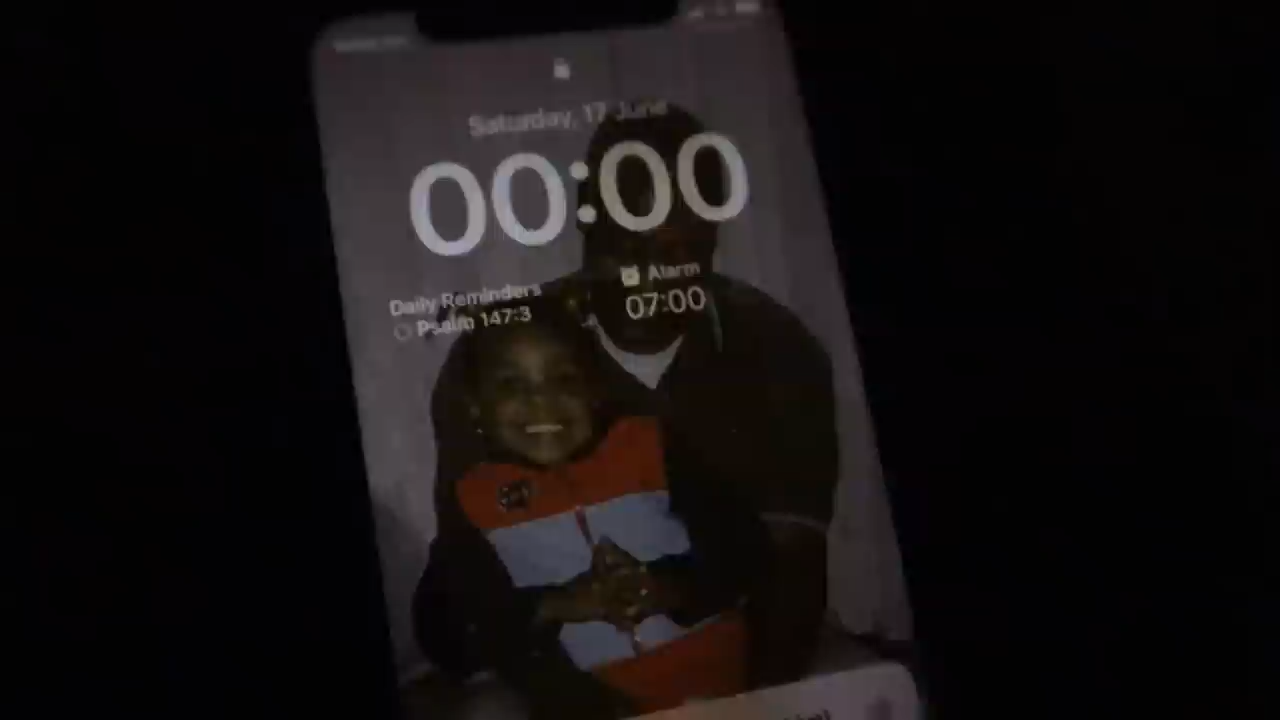 Saturday, 17 June
00:00
Daily Reminders
Psalm 147:3
Alarm
07:00